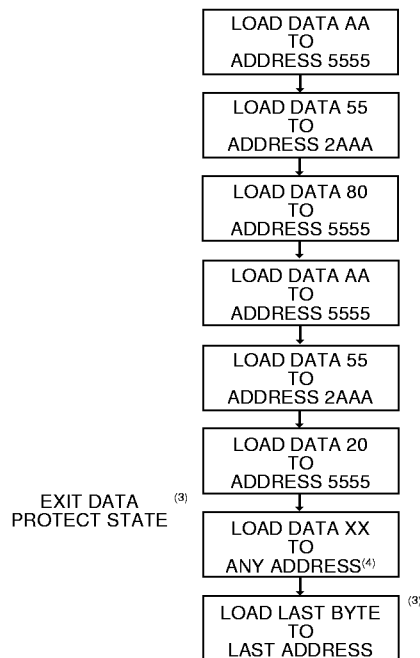 LOAD DATA AA
TO
ADDRESS 5555
LOAD DATA 55
TO
ADDRESS 2AAA
LOAD DATA 80
TO
ADDRESS 5555
LOAD DATA AA
TO
ADDRESS 5555
LOAD DATA 55
TO
ADDRESS 2AAA
LOAD DATA 20
TO
ADDRESS 5555
EXIT DATA (3)
PROTECT STATE
LOAD DATA XX
TO
ANY ADDRESS(4)
LOAD LAST BYTE (3)
TO
LAST ADDRESS